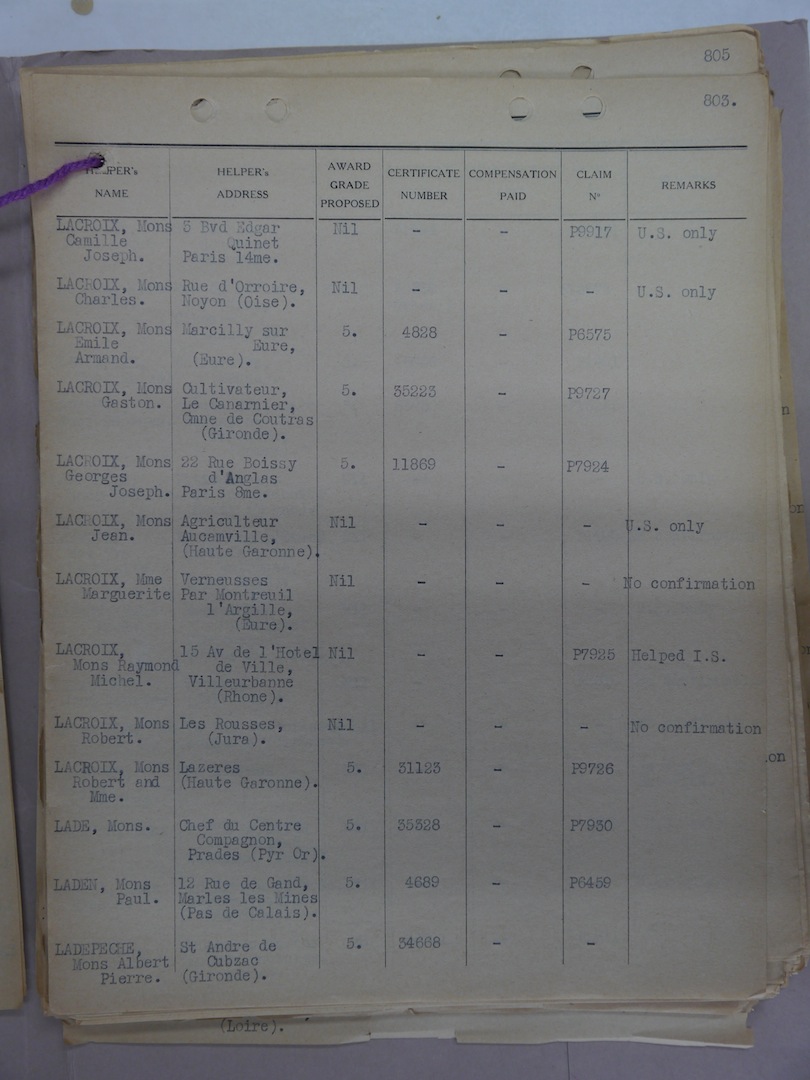 805
803.
HELPER's NAME HELPER's ADDRESS AWARD GRADE PROPOSED CERTIFICATE NUMBER COMPENSATION PAID CLAIM No REMARKS
LACROIX, Mons 5 Bvd Edgar Nil - - P9917 U.S. only
Camille Quinet
Joseph. Paris 14me.
LACROIX, Mons Rue d'Orroire, Nil - - - U.S. only
Charles. Noyon (Oise).
LACROIX, Mons Marcilly sur 5. 4828 - P6575
Emile Eure,
Armand. (Eure).
LACROIX, Mons Cultivateur, 5. 35223 - P9727
Gaston. Le Canarnier,
Cmne de Coutras
(Gironde).
LACROIX, Mons 22 Rue Boissy 5. 11869 - P7924
Georges d'Anglas
Joseph. Paris 8me.
LACROIX, Mons Agriculteur Nil - - - U.S. only
Jean. Aucamville,
(Haute Garonne).
LACROIX, Mme Verneusses Nil - - - No confirmation
Marguerite Par Montreuil
l'Argille,
(Eure).
LACROIX, 15 Av de l'Hotel Nil - - P7925 Helped I.S.
Mons Raymond de Ville,
Michel. Villeurbanne
(Rhone).
LACROIX, Mons Les Rousses, Nil - - - No confirmation
Robert. (Jura).
on
LACROIX, Mons Lazeres 5. 31123 - P9726
Robert and (Haute Garonne).
Mme.
LADE, Mons. Chef du Centre 5. 35328 - P7930
Compagnon,
Prades (Pyr Or).
LADEN, Mons 12 Rue de Gand, 5. 4689 - P6459
Paul. Marles les Mines
(Pas de Calais).
LADEPECHE, St Andre de 5. 34668 - -
Mons Albert Cubzac
Pierre. (Gironde).
(Loire).